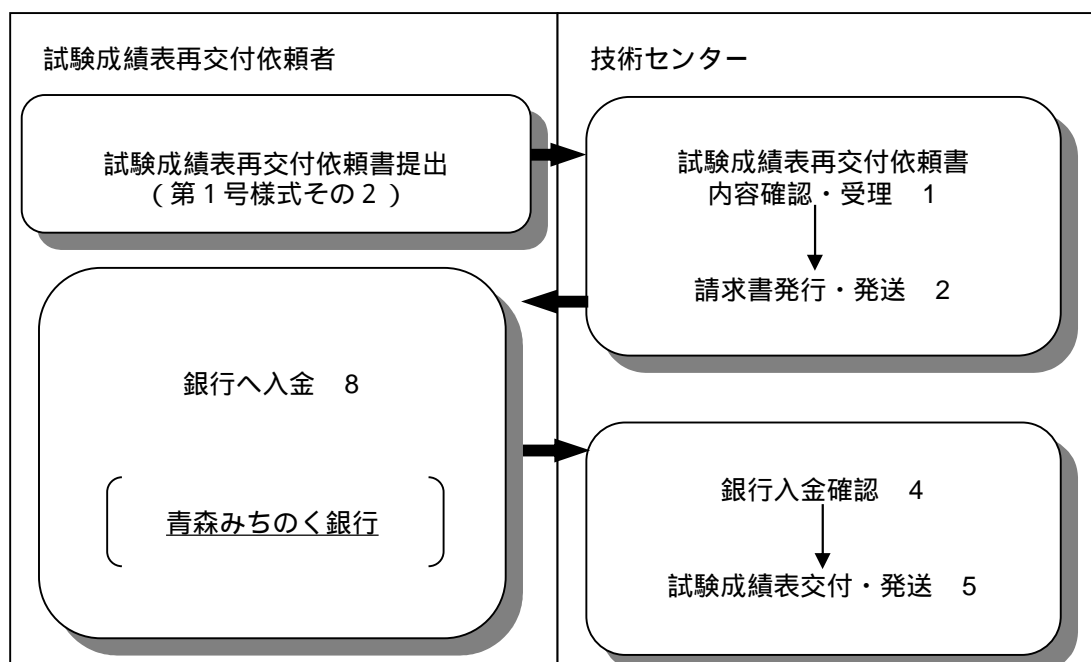 試験成績表再交付依頼者
試験成績表再交付依頼書提出
(第1号様式その2)
銀行へ入金 8
青森みちのく銀行
技術センター
試験成績表再交付依頼書
内容確認・受理 1
請求書発行・発送 2
銀行入金確認 4
試験成績表交付・発送 5